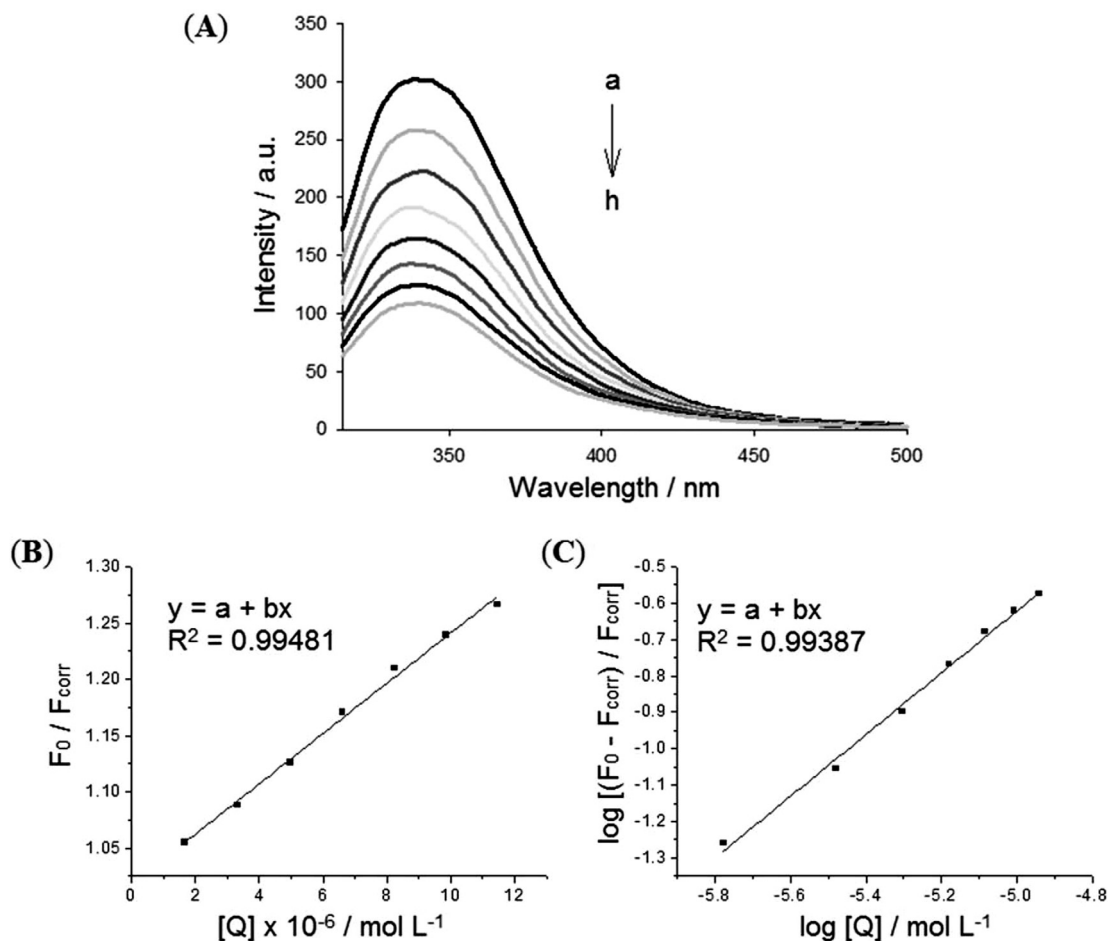 (A)
350
300
250
200
150
100
50
0
Intensity / a.u.
a
h
350
400
450
500
Wavelength / nm
(B)
1.30
1.25
1.20
1.15
1.10
1.05
F₀ / Fcorr
y = a + bx
R² = 0.99481
0
2
4
6
8
10
12
[Q] x 10⁻⁶ / mol L⁻¹
(C)
-0.5
-0.6
-0.7
-0.8
-0.9
-1.0
-1.1
-1.2
-1.3
log [(F₀ - Fcorr) / Fcorr]
y = a + bx
R² = 0.99387
-5.8
-5.6
-5.4
-5.2
-5.0
-4.8
log [Q] / mol L⁻¹